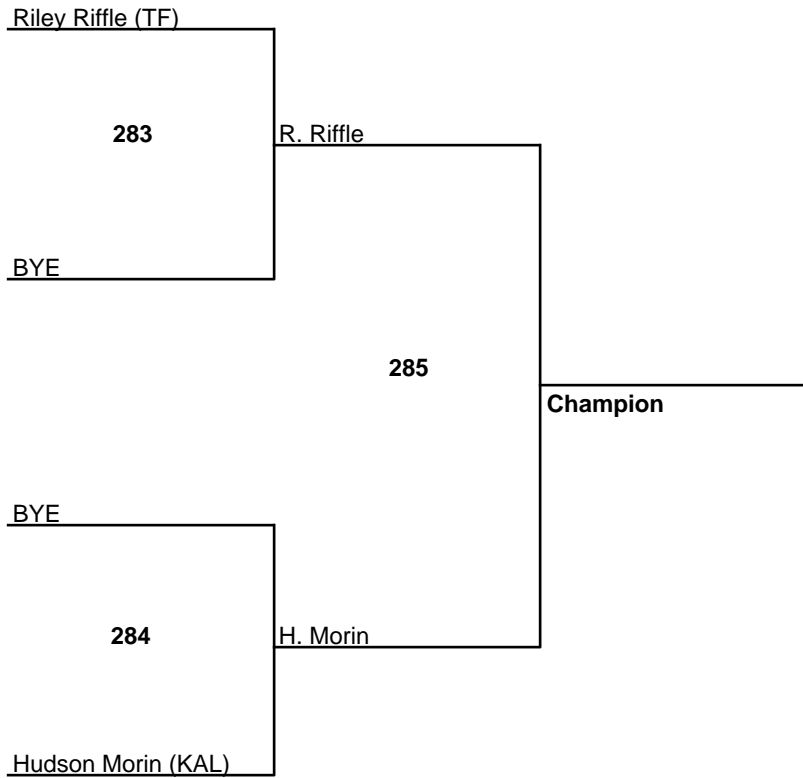 Riley Riffle (TF)
283
R. Riffle
BYE
285
Champion
BYE
284
H. Morin
Hudson Morin (KAL)